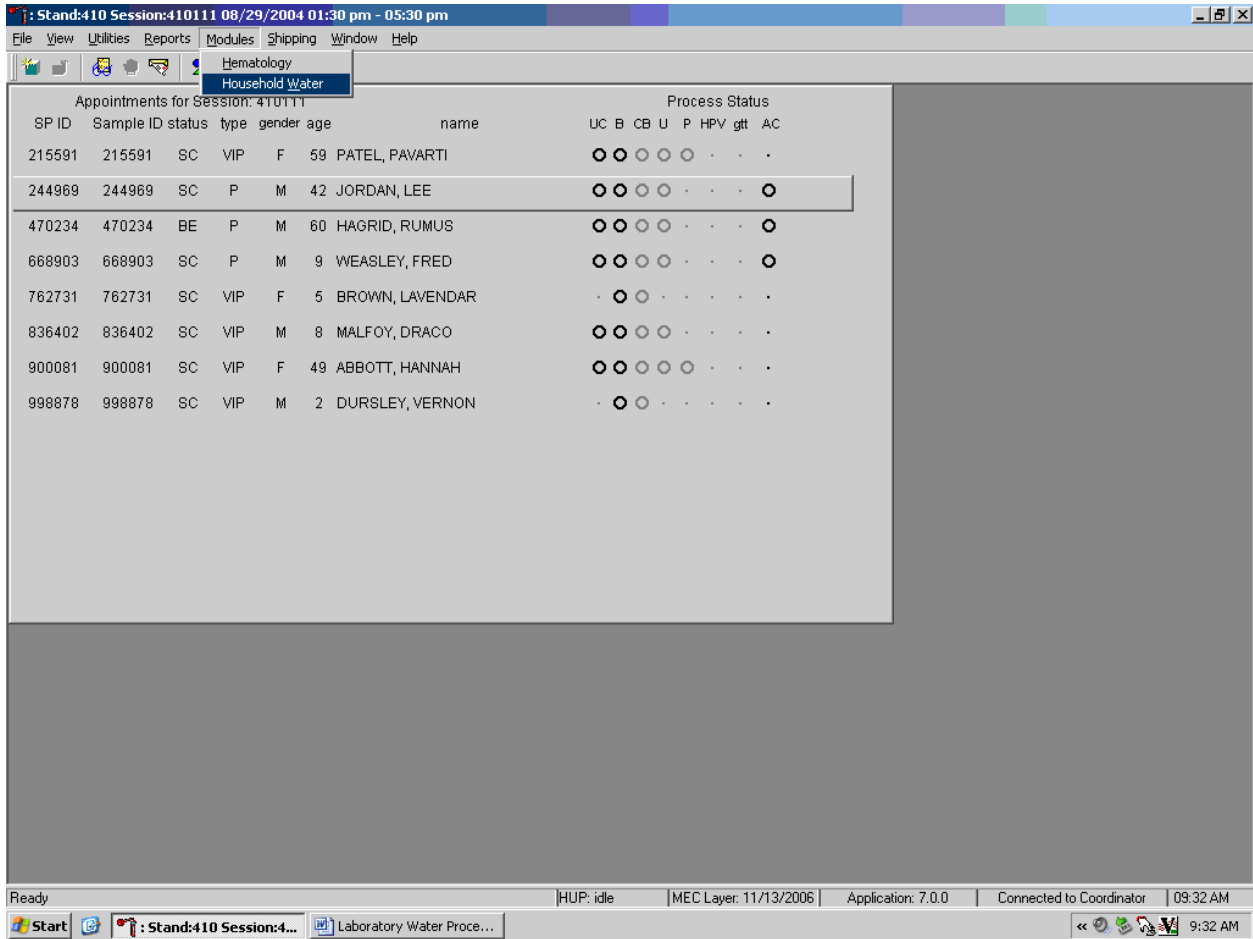 : Stand:410 Session:410111 08/29/2004 01:30 pm - 05:30 pm
File View Utilities Reports Modules Shipping Window Help
Hematology
Household Water
Appointments for Session: 410111 Process Status
SP ID Sample ID status type gender age name UC B CB U P HPV gtt AC
215591 215591 SC VIP F 59 PATEL, PAVARTI
244969 244969 SC P M 42 JORDAN, LEE
470234 470234 BE P M 60 HAGRID, RUMUS
668903 668903 SC P M 9 WEASLEY, FRED
762731 762731 SC VIP F 5 BROWN, LAVENDAR
836402 836402 SC VIP M 8 MALFOY, DRACO
900081 900081 SC VIP F 49 ABBOTT, HANNAH
998878 998878 SC VIP M 2 DURSLEY, VERNON
Ready HUP: idle MEC Layer: 11/13/2006 Application: 7.0.0 Connected to Coordinator 09:32 AM
Start : Stand:410 Session:4... Laboratory Water Proce... « 9:32 AM